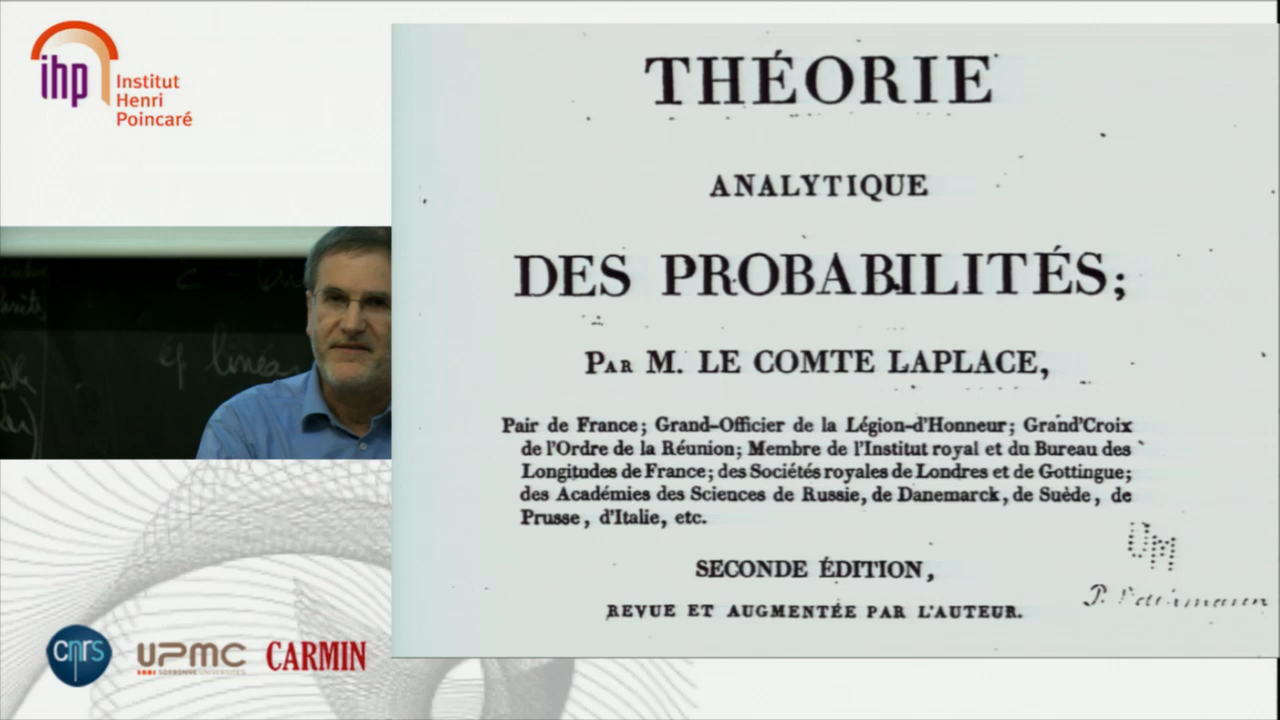 ihp
Institut
Henri
Poincaré
THÉORIE
ANALYTIQUE
DES PROBABILITÉS;
PAR M. LE COMTE LAPLACE,
Pair de France; Grand-Officier de la Légion-d'Honneur; Grand'Croix
de l'Ordre de la Réunion; Membre de l'Institut royal et du Bureau des
Longitudes de France; des Sociétés royales de Londres et de Gottingue;
des Académies des Sciences de Russie, de Danemarck, de Suède, de
Prusse, d'Italie, etc.
SECONDE ÉDITION,
REVUE ET AUGMENTÉE PAR L'AUTEUR.
UM
cnrs
UPMC
SORBONNE UNIVERSITÉS
CARMIN